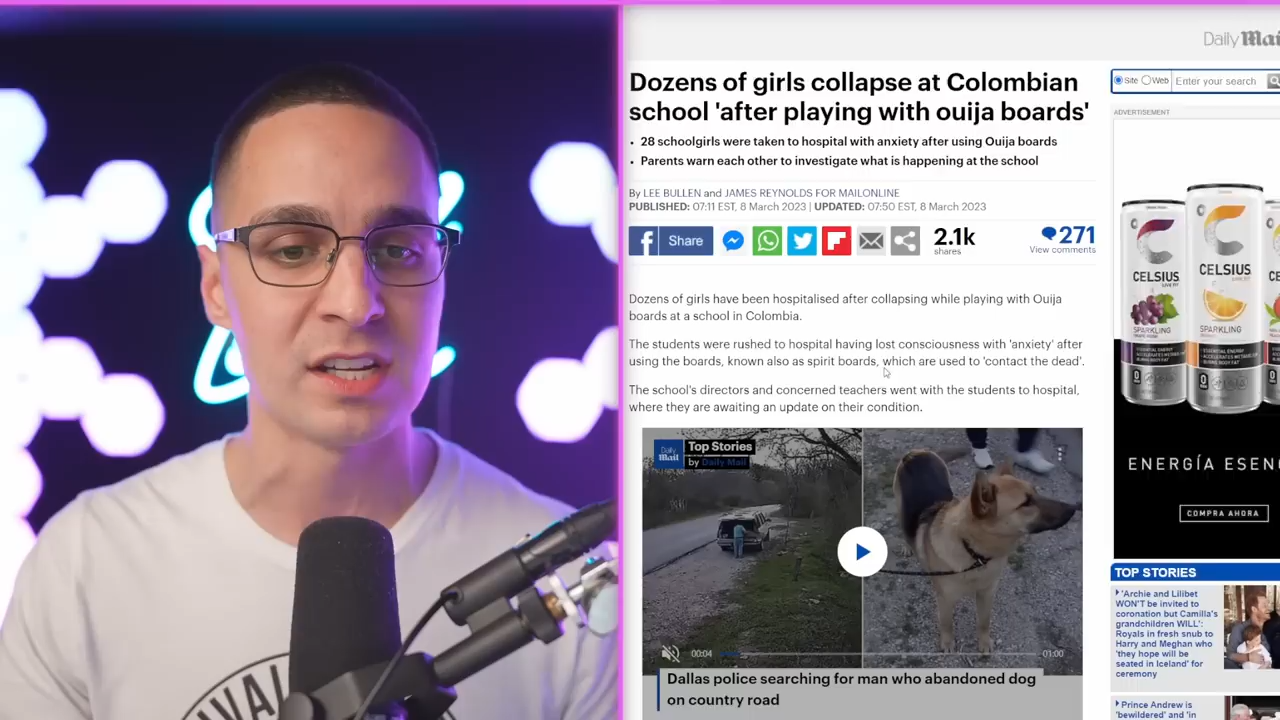 Daily Mai
Dozens of girls collapse at Colombian
school 'after playing with ouija boards'
• 28 schoolgirls were taken to hospital with anxiety after using Ouija boards
• Parents warn each other to investigate what is happening at the school
By LEE BULLEN and JAMES REYNOLDS FOR MAILONLINE
PUBLISHED: 07:11 EST, 8 March 2023 | UPDATED: 07:50 EST, 8 March 2023
Share
2.1k
shares
271
View comments
Dozens of girls have been hospitalised after collapsing while playing with Ouija
boards at a school in Colombia.
The students were rushed to hospital having lost consciousness with 'anxiety' after
using the boards, known also as spirit boards, which are used to 'contact the dead'.
The school's directors and concerned teachers went with the students to hospital,
where they are awaiting an update on their condition.
Daily Mail
Top Stories
by Daily Mail
00:04
01:00
Dallas police searching for man who abandoned dog
on country road
Site Web Enter your search
ADVERTISEMENT
CELSIUS
SPARKLING
CELSIUS
SPARKLING
ENERGÍA ESEN
COMPRA AHORA
TOP STORIES
'Archie and Lilibet
WON'T be invited to
coronation but Camilla's
grandchildren WILL':
Royals in fresh snub to
Harry and Meghan who
'they hope will be
seated in Iceland' for
ceremony
Prince Andrew is
'bewildered' and 'in
IVAL